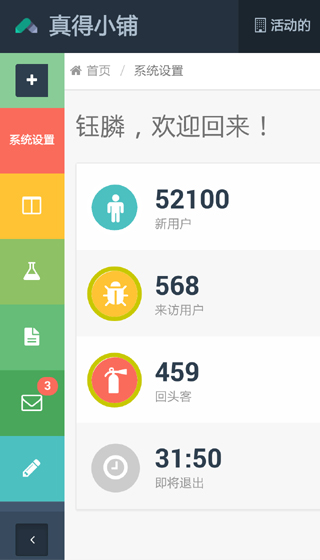 真得小铺
活动的
首页 / 系统设置
系统设置
钰膦，欢迎回来！
52100
新用户
568
来访用户
459
回头客
3
31:50
即将退出